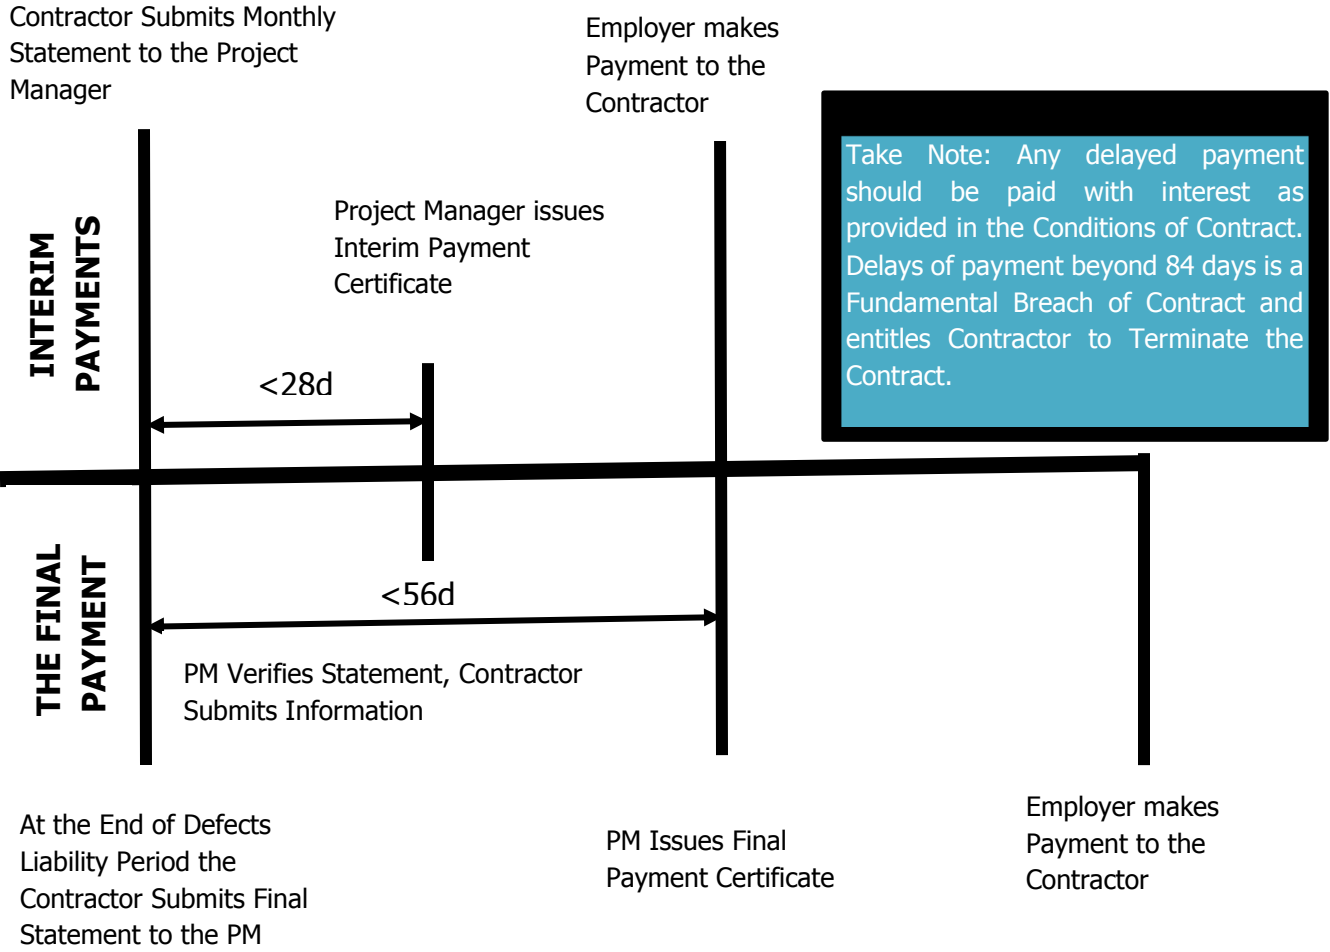 Contractor Submits Monthly
Statement to the Project
Manager
Employer makes
Payment to the
Contractor
Take Note: Any delayed payment
should be paid with interest as
provided in the Conditions of Contract.
Delays of payment beyond 84 days is a
Fundamental Breach of Contract and
entitles Contractor to Terminate the
Contract.
Project Manager issues
Interim Payment
Certificate
INTERIM
PAYMENTS
<28d
THE FINAL
PAYMENT
<56d
PM Verifies Statement, Contractor
Submits Information
At the End of Defects
Liability Period the
Contractor Submits Final
Statement to the PM
PM Issues Final
Payment Certificate
Employer makes
Payment to the
Contractor